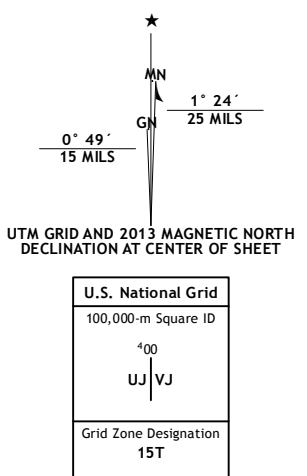 ★
MN
1° 24´
25 MILS
GN
0° 49´
15 MILS
UTM GRID AND 2013 MAGNETIC NORTH
DECLINATION AT CENTER OF SHEET
U.S. National Grid
100,000-m Square ID
⁴00
UJ VJ
Grid Zone Designation
15T